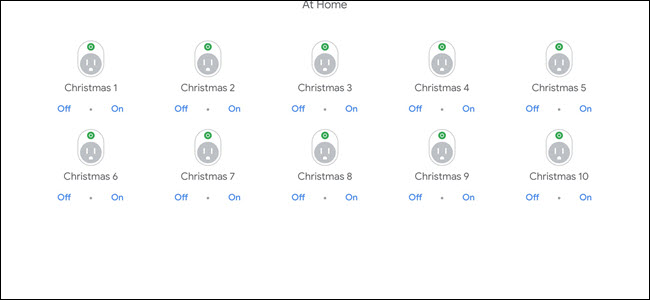 At Home
Christmas 1 Christmas 2 Christmas 3 Christmas 4 Christmas 5
Off • On Off • On Off • On Off • On Off • On
Christmas 6 Christmas 7 Christmas 8 Christmas 9 Christmas 10
Off • On Off • On Off • On Off • On Off • On